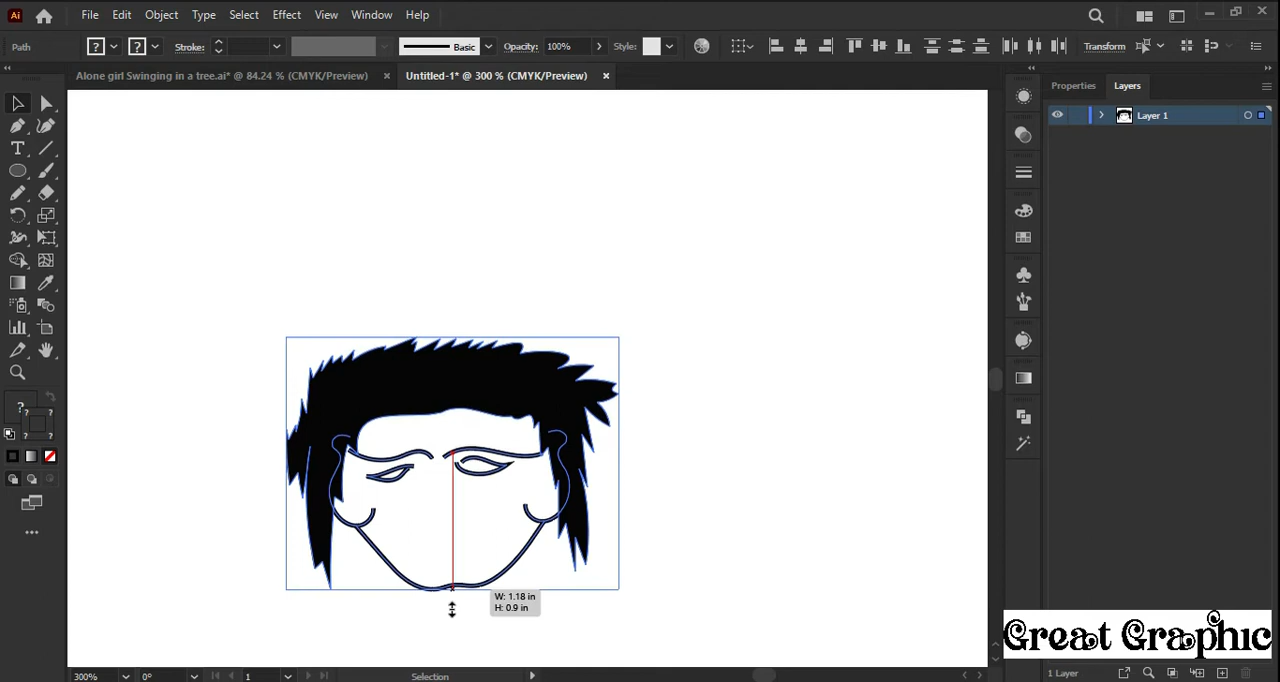 Ai
File Edit Object Type Select Effect View Window Help
Path ? ? Stroke: Basic Opacity: 100% Style: Transform
Alone girl Swinging in a tree.ai* @ 84.24 % (CMYK/Preview) × Untitled-1* @ 300 % (CMYK/Preview) ×
Properties Layers
Layer 1
T
?
? ?
? ?
W: 1.18 in
H: 0.9 in
Great Graphic
300% 0° 1 Selection
1 Layer